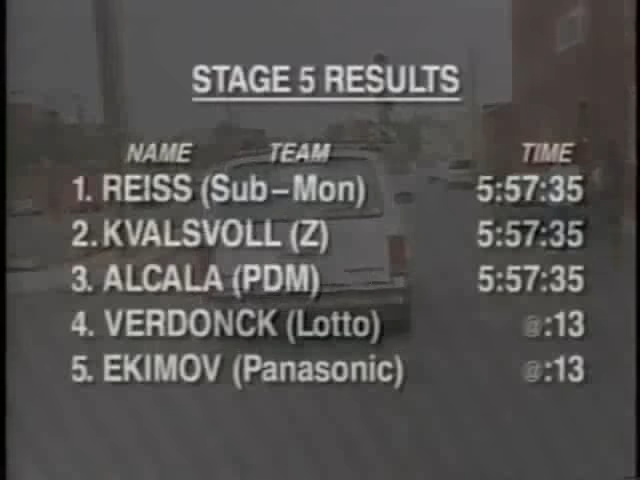 STAGE 5 RESULTS
NAME TEAM TIME
1. REISS (Sub-Mon) 5:57:35
2. KVALSVOLL (Z) 5:57:35
3. ALCALA (PDM) 5:57:35
4. VERDONCK (Lotto) @:13
5. EKIMOV (Panasonic) @:13